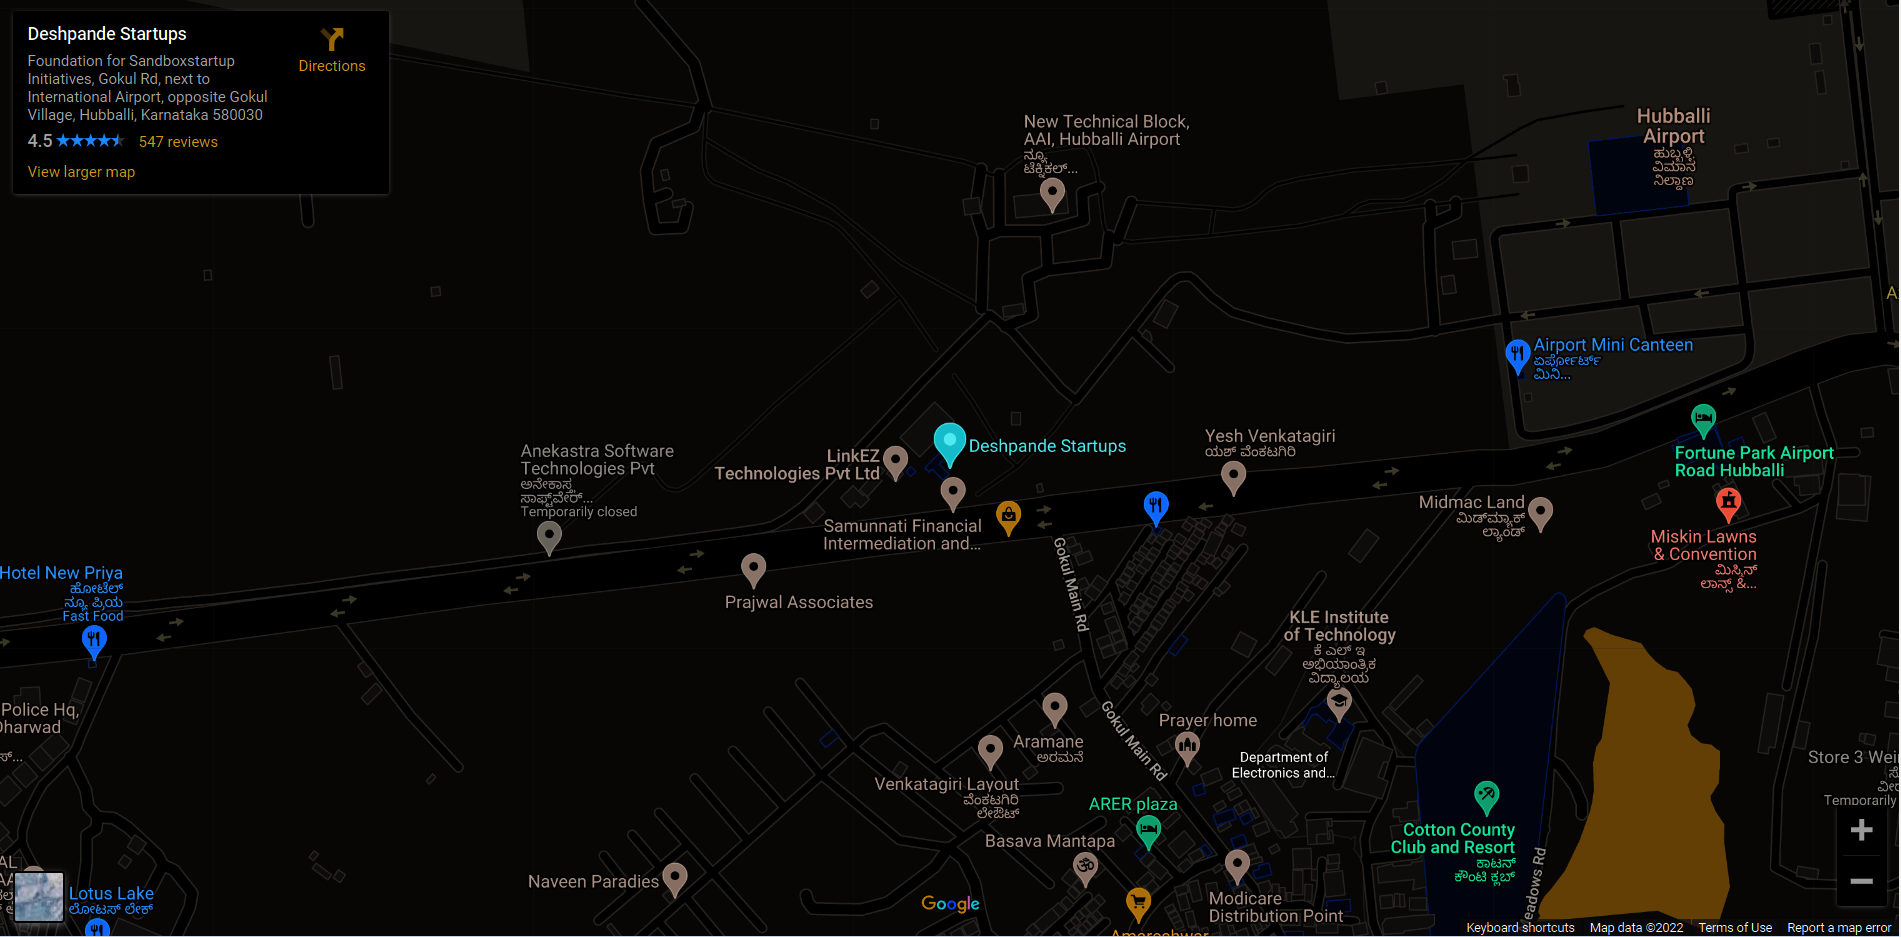 Deshpande Startups
Directions
Foundation for Sandboxstartup
Initiatives, Gokul Rd, next to
International Airport, opposite Gokul
Village, Hubballi, Karnataka 580030
4.5
547 reviews
View larger map
New Technical Block,
AAI, Hubballi Airport
ನ್ಯೂ
ಟೆಕ್ನಿಕಲ್...
Hubballi
Airport
ಹುಬ್ಬಳ್ಳಿ
ವಿಮಾನ
ನಿಲ್ದಾಣ
A
Airport Mini Canteen
ಏರ್ಪೋರ್ಟ್
ಮಿನಿ...
Fortune Park Airport
Road Hubballi
Yesh Venkatagiri
ಯಶ್ ವೆಂಕಟಗಿರಿ
Deshpande Startups
LinkEZ
Technologies Pvt Ltd
Anekastra Software
Technologies Pvt
ಅನೇಕಾಸ್ತ್ರ
ಸಾಫ್ಟ್‌ವೇರ್...
Temporarily closed
Samunnati Financial
Intermediation and...
Midmac Land
ಮಿಡ್‌ಮ್ಯಾಕ್
ಲ್ಯಾಂಡ್
Miskin Lawns
& Convention
ಮಿಸ್ಕಿನ್
ಲಾನ್ಸ್ &...
Gokul Main Rd
Hotel New Priya
ಹೋಟೆಲ್
ನ್ಯೂ ಪ್ರಿಯ
Fast Food
Prajwal Associates
KLE Institute
of Technology
ಕೆ ಎಲ್ ಇ
ಅಭಿಯಾಂತ್ರಿಕ
ವಿದ್ಯಾಲಯ
Police Hq,
Dharwad
ಸ್...
Gokul Main Rd
Prayer home
Aramane
ಅರಮನೆ
Department of
Electronics and...
Store 3 Wei
Temporarily
Venkatagiri Layout
ವೆಂಕಟಗಿರಿ
ಲೇಔಟ್
ARER plaza
Basava Mantapa
Cotton County
Club and Resort
ಕಾಟನ್
ಕೌಂಟಿ ಕ್ಲಬ್
eadows Rd
AL
Naveen Paradies
Lotus Lake
ಲೋಟಸ್ ಲೇಕ್
Google
Modicare
Distribution Point
Amareshwar
Keyboard shortcuts
Map data ©2022
Terms of Use
Report a map error